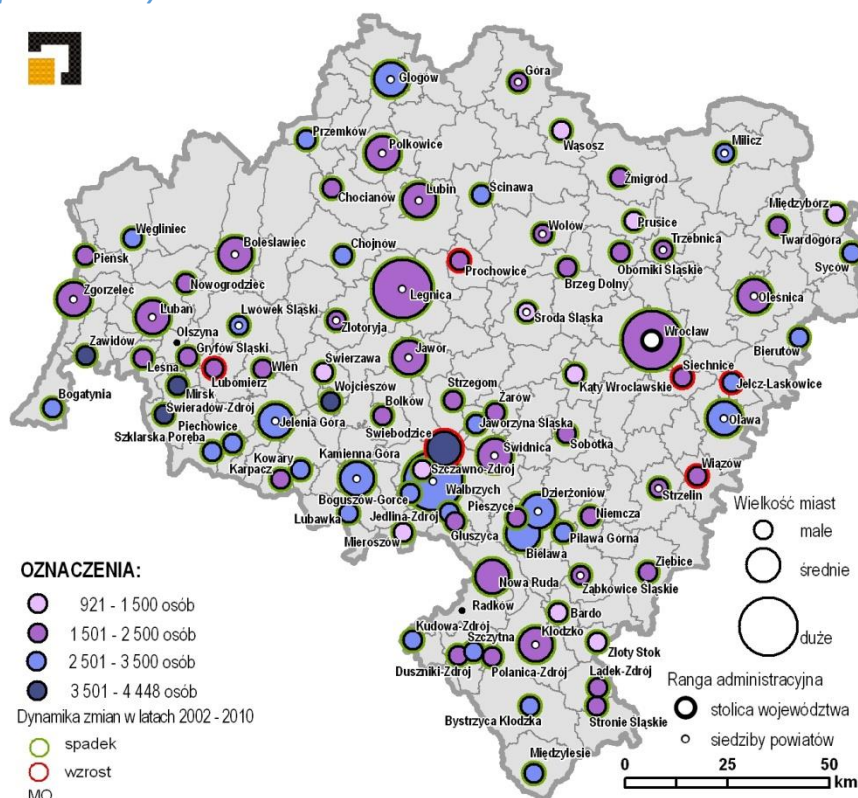 Głogów
Góra
Przemków
Wąsosz
Milicz
Polkowice
Żmigród
Chocianów
Lubin
Ścinawa
Międzybórz
Prusice
Twardogóra
Węgliniec
Wołów
Trzebnica
Bolesławiec
Chojnów
Syców
Pieńsk
Prochowice
Oborniki Śląskie
Brzeg Dolny
Nowogrodziec
Zgorzelec
Legnica
Oleśnica
Lubań
Lwówek Śląski
Środa Śląska
Złotoryja
Wrocław
Olszyna
Zawidów
Gryfów Śląski
Jawor
Bierutów
Leśna
Wleń
Świerzawa
Siechnice
Lubomierz
Kąty Wrocławskie
Jelcz-Laskowice
Mirsk
Wojcieszów
Strzegom
Bogatynia
Świeradów-Zdrój
Bolków
Żarów
Piechowice
Jelenia Góra
Jaworzyna Śląska
Oława
Szklarska Poręba
Świebodzice
Sobótka
Kowary
Kamienna Góra
Świdnica
Karpacz
Szczawno-Zdrój
Wiązów
Wałbrzych
Strzelin
Boguszów-Gorce
Dzierżoniów
Lubawka
Jedlina-Zdrój
Pieszyce
Niemcza
Głuszyca
Mieroszów
Piława Górna
Bielawa
Ziębice
Nowa Ruda
Ząbkowice Śląskie
Radków
Bardo
Kudowa-Zdrój
Szczytna
Kłodzko
Złoty Stok
Duszniki-Zdrój
Polanica-Zdrój
Lądek-Zdrój
Bystrzyca Kłodzka
Stronie Śląskie
Międzylesie
OZNACZENIA:
921 - 1 500 osób
1 501 - 2 500 osób
2 501 - 3 500 osób
3 501 - 4 448 osób
Dynamika zmian w latach 2002 - 2010
spadek
wzrost
MO
Wielkość miast
małe
średnie
duże
Ranga administracyjna
stolica województwa
siedziby powiatów
0 25 50
km